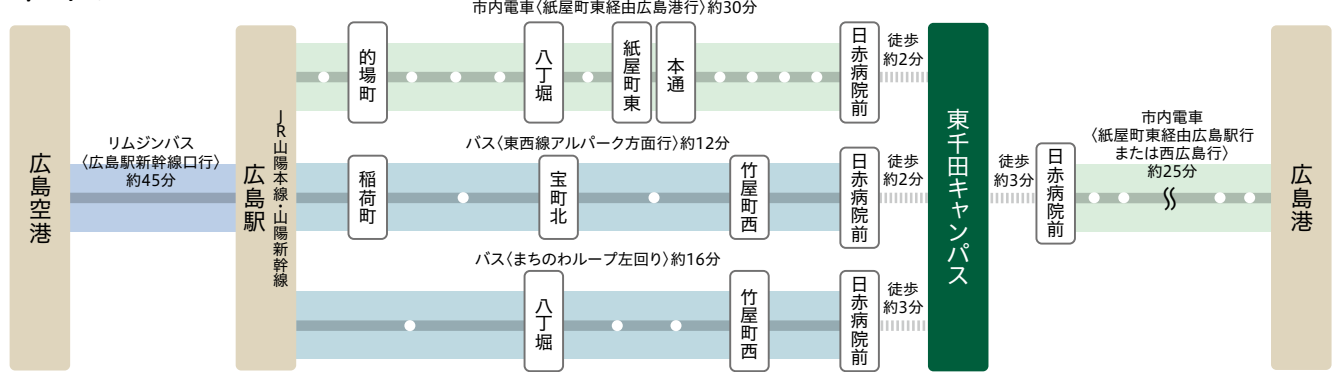 市内電車〈紙屋町東経由広島港行〉約30分
広島空港
リムジンバス
〈広島駅新幹線口行〉
約45分
広島駅
JR山陽本線・山陽新幹線
的場町
八丁堀
紙屋町東
本通
日赤病院前
徒歩
約2分
バス〈東西線アルパーク方面行〉約12分
稲荷町
宝町北
竹屋町西
日赤病院前
徒歩
約2分
バス〈まちのわループ左回り〉約16分
八丁堀
竹屋町西
日赤病院前
徒歩
約3分
東千田キャンパス
徒歩
約3分
日赤病院前
市内電車
〈紙屋町東経由広島駅行
または西広島行〉
約25分
広島港